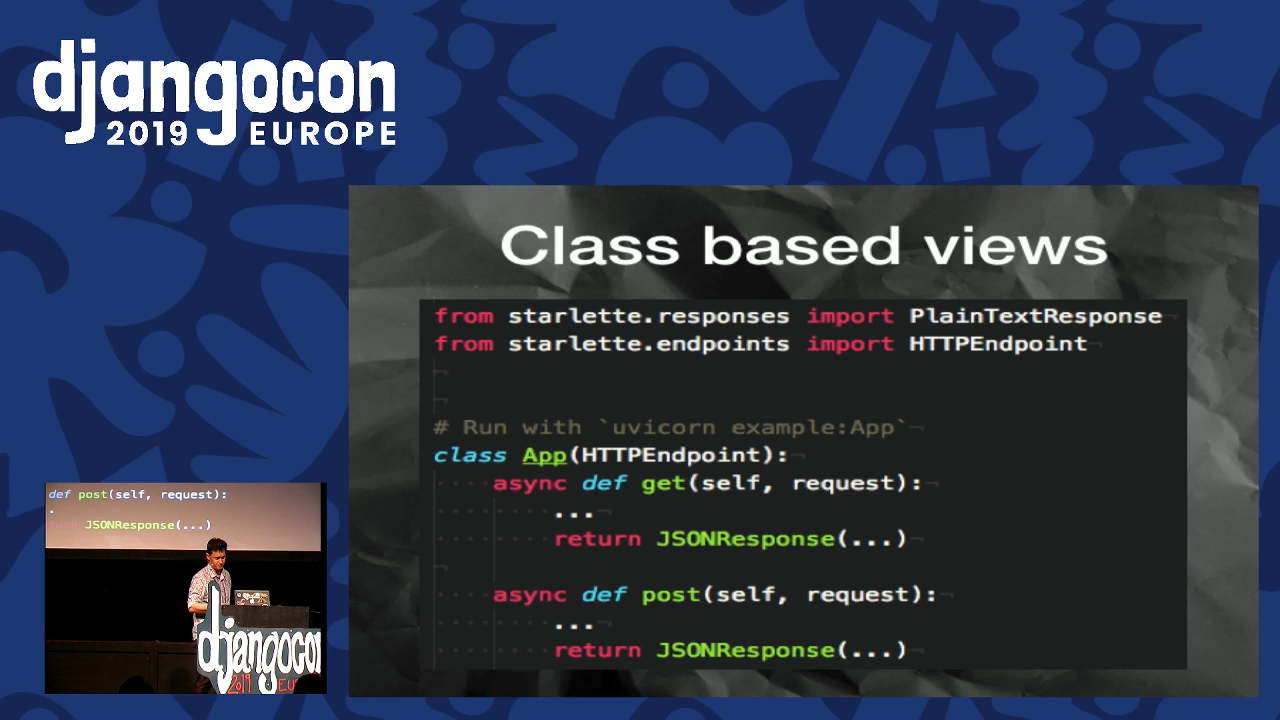 djangocon
2019 EUROPE
Class based views
from starlette.responses import PlainTextResponse
from starlette.endpoints import HTTPEndpoint
# Run with `uvicorn example:App`
class App(HTTPEndpoint):
async def get(self, request):
...
return JSONResponse(...)
async def post(self, request):
...
return JSONResponse(...)
def post(self, request):
.
JSONResponse(...)
djangocon
2019 EU